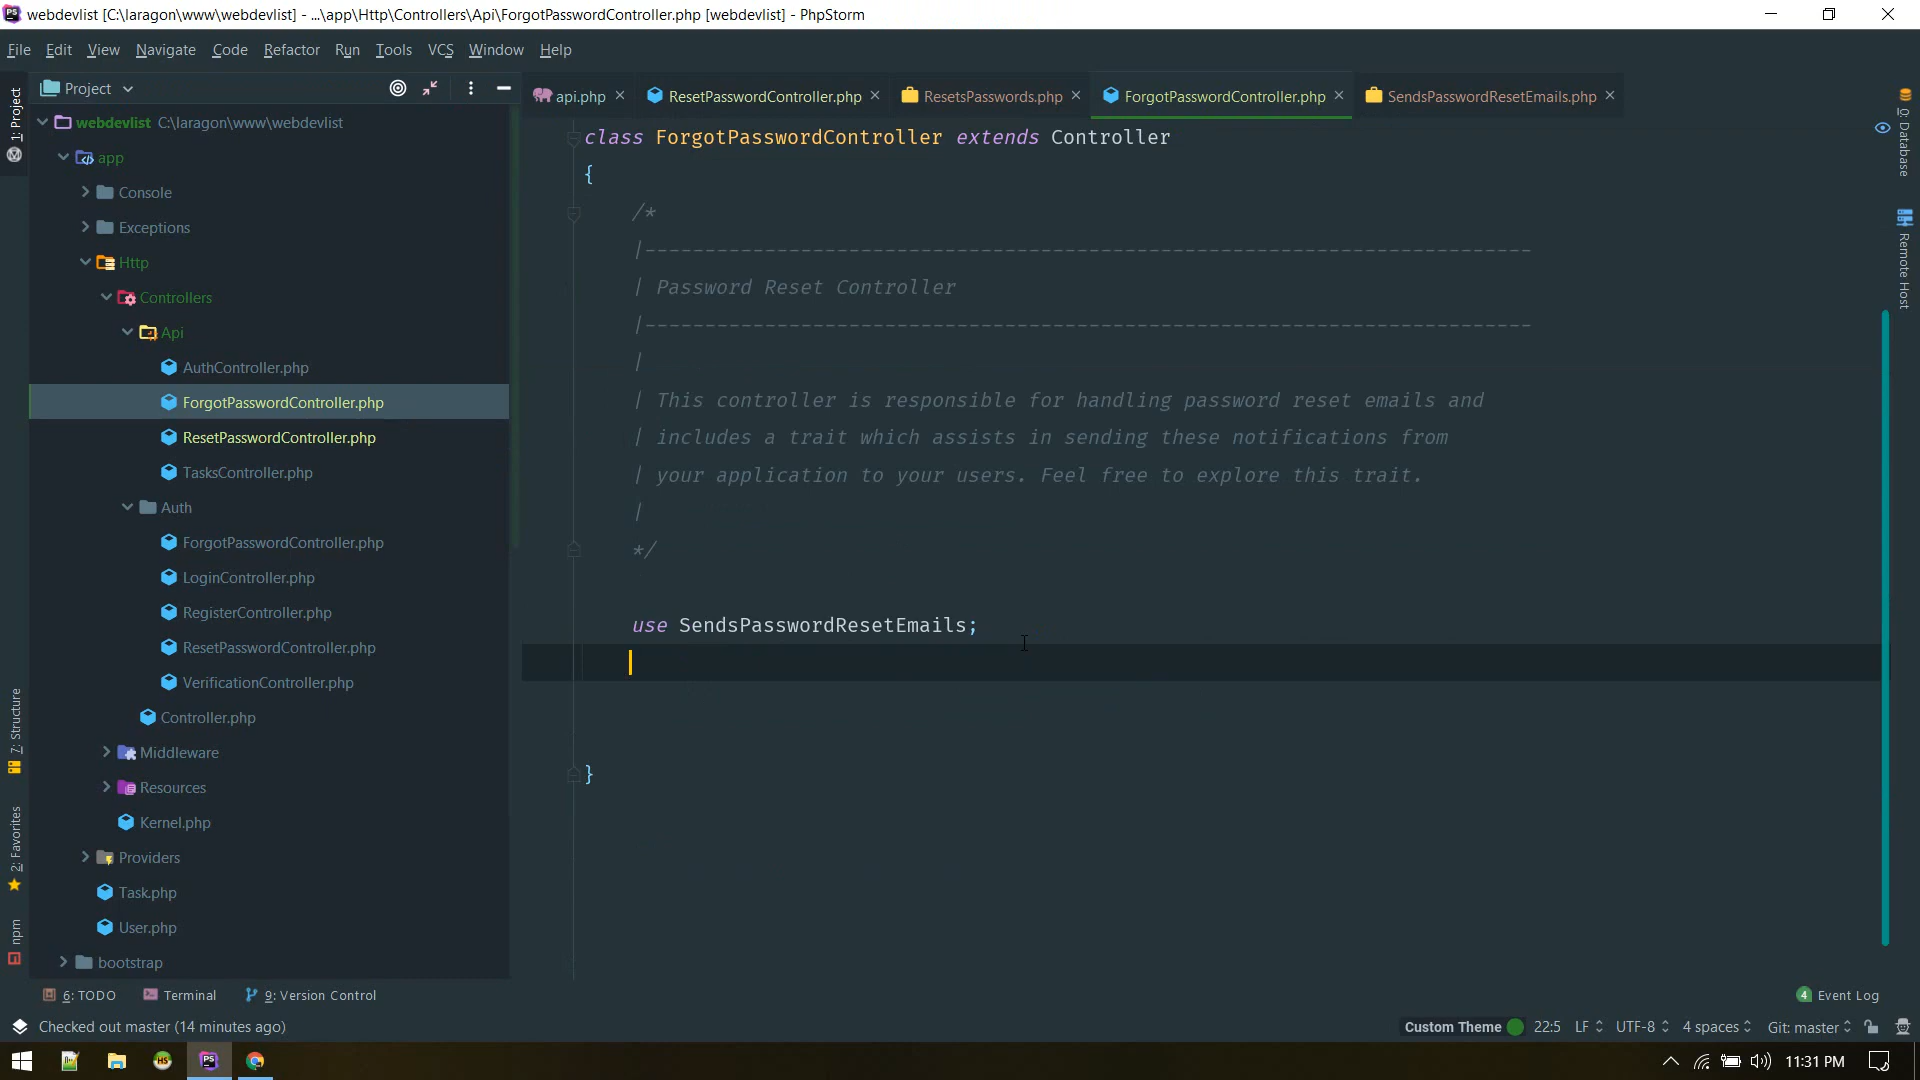 webdevlist [C:\laragon\www\webdevlist] - ...\app\Http\Controllers\Api\ForgotPasswordController.php [webdevlist] - PhpStorm
File Edit View Navigate Code Refactor Run Tools VCS Window Help
Project
api.php ResetPasswordController.php ResetsPasswords.php ForgotPasswordController.php SendsPasswordResetEmails.php
1: Project
7: Structure
2: Favorites
npm
webdevlist C:\laragon\www\webdevlist
app
Console
Exceptions
Http
Controllers
Api
AuthController.php
ForgotPasswordController.php
ResetPasswordController.php
TasksController.php
Auth
ForgotPasswordController.php
LoginController.php
RegisterController.php
ResetPasswordController.php
VerificationController.php
Controller.php
Middleware
Resources
Kernel.php
Providers
Task.php
User.php
bootstrap
class ForgotPasswordController extends Controller
{
/*
|--------------------------------------------------------------------------
| Password Reset Controller
|--------------------------------------------------------------------------
|
| This controller is responsible for handling password reset emails and
| includes a trait which assists in sending these notifications from
| your application to your users. Feel free to explore this trait.
|
*/
use SendsPasswordResetEmails;
}
0: Database
Remote Host
6: TODO Terminal 9: Version Control
4 Event Log
Checked out master (14 minutes ago)
Custom Theme 22:5 LF UTF-8 4 spaces Git: master
HS PS
11:31 PM